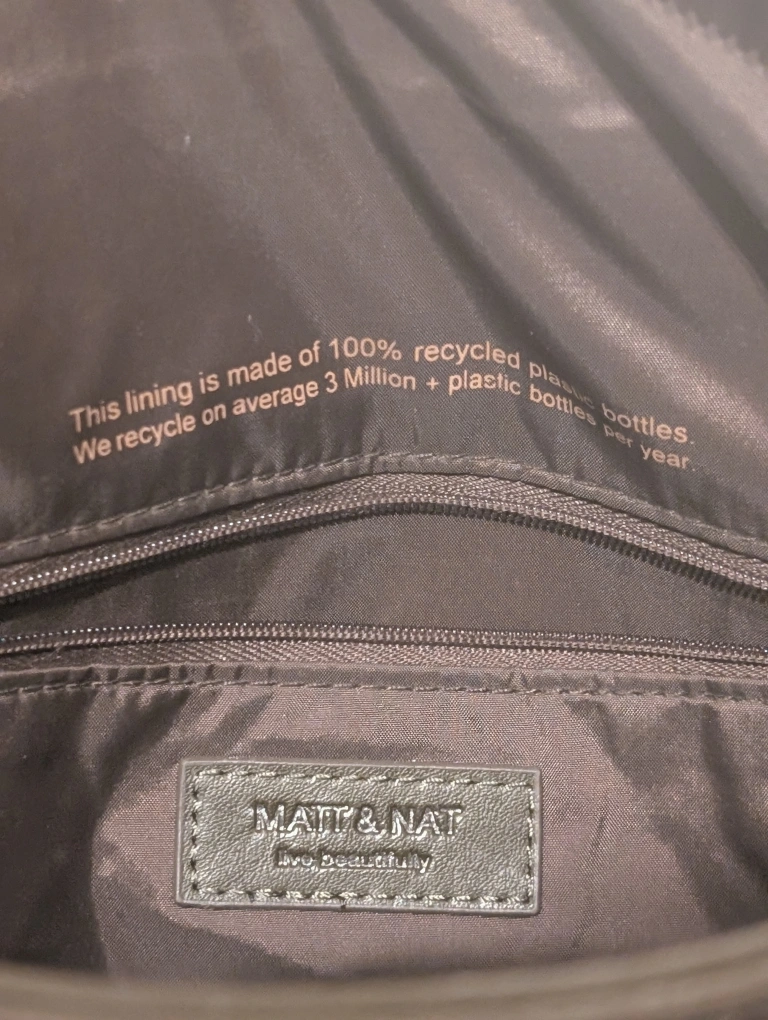 This lining is made of 100% recycled plastic bottles.
We recycle on average 3 Million + plastic bottles per year.
MATT & NAT
live beautifully